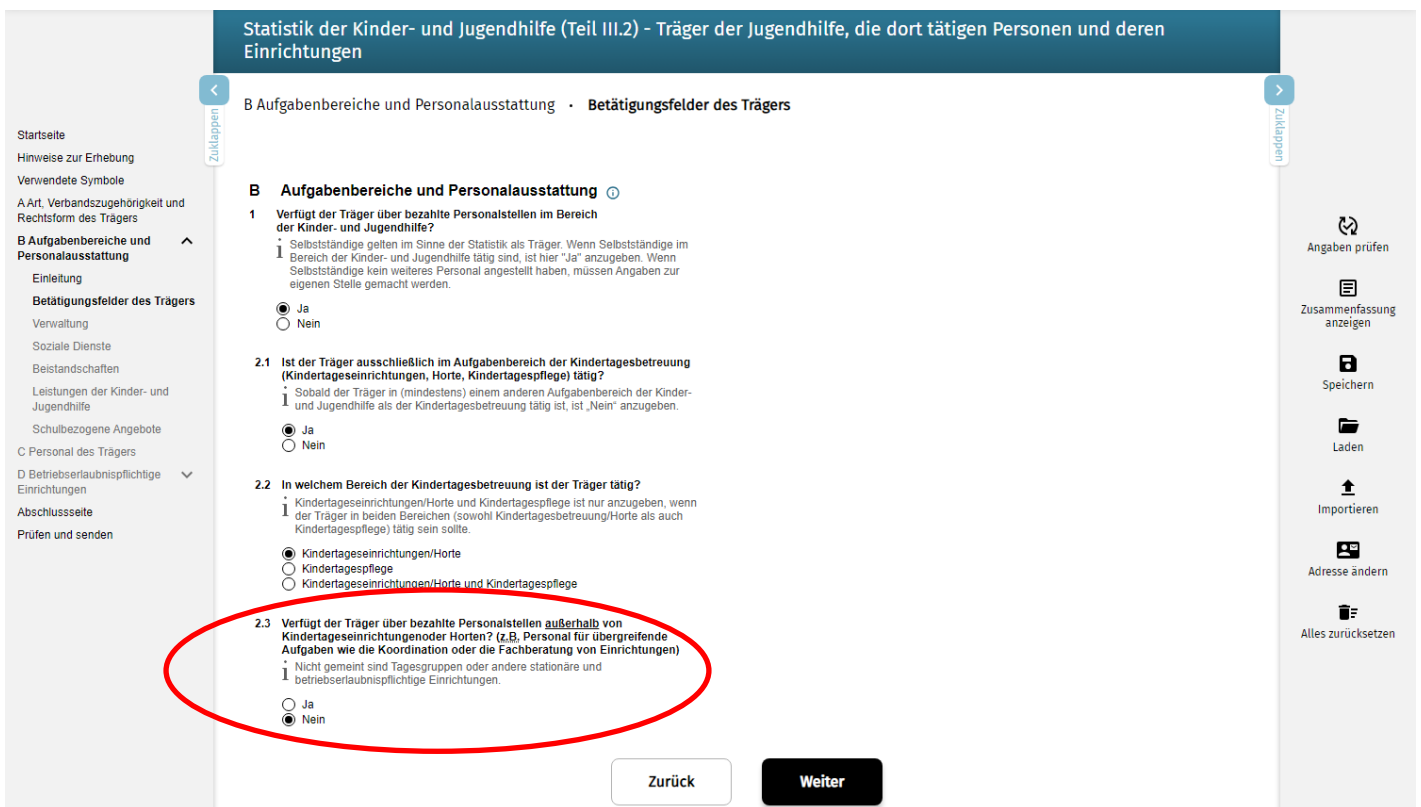 Statistik der Kinder- und Jugendhilfe (Teil III.2) - Träger der Jugendhilfe, die dort tätigen Personen und deren
Einrichtungen
Zuklappen
Startseite
Hinweise zur Erhebung
Verwendete Symbole
A Art, Verbandszugehörigkeit und
Rechtsform des Trägers
B Aufgabenbereiche und
Personalausstattung
Einleitung
Betätigungsfelder des Trägers
Verwaltung
Soziale Dienste
Beistandschaften
Leistungen der Kinder- und
Jugendhilfe
Schulbezogene Angebote
C Personal des Trägers
D Betriebserlaubnispflichtige
Einrichtungen
Abschlussseite
Prüfen und senden
B Aufgabenbereiche und Personalausstattung · Betätigungsfelder des Trägers
B Aufgabenbereiche und Personalausstattung
1 Verfügt der Träger über bezahlte Personalstellen im Bereich
der Kinder- und Jugendhilfe?
i Selbstständige gelten im Sinne der Statistik als Träger. Wenn Selbstständige im
Bereich der Kinder- und Jugendhilfe tätig sind, ist hier "Ja" anzugeben. Wenn
Selbstständige kein weiteres Personal angestellt haben, müssen Angaben zur
eigenen Stelle gemacht werden.
Ja
Nein
2.1 Ist der Träger ausschließlich im Aufgabenbereich der Kindertagesbetreuung
(Kindertageseinrichtungen, Horte, Kindertagespflege) tätig?
i Sobald der Träger in (mindestens) einem anderen Aufgabenbereich der Kinder-
und Jugendhilfe als der Kindertagesbetreuung tätig ist, ist „Nein“ anzugeben.
Ja
Nein
2.2 In welchem Bereich der Kindertagesbetreuung ist der Träger tätig?
i Kindertageseinrichtungen/Horte und Kindertagespflege ist nur anzugeben, wenn
der Träger in beiden Bereichen (sowohl Kindertagesbetreuung/Horte als auch
Kindertagespflege) tätig sein sollte.
Kindertageseinrichtungen/Horte
Kindertagespflege
Kindertageseinrichtungen/Horte und Kindertagespflege
2.3 Verfügt der Träger über bezahlte Personalstellen außerhalb von
Kindertageseinrichtungenoder Horten? (z.B. Personal für übergreifende
Aufgaben wie die Koordination oder die Fachberatung von Einrichtungen)
i Nicht gemeint sind Tagesgruppen oder andere stationäre und
betriebserlaubnispflichtige Einrichtungen.
Ja
Nein
Zurück
Weiter
Zuklappen
Angaben prüfen
Zusammenfassung
anzeigen
Speichern
Laden
Importieren
Adresse ändern
Alles zurücksetzen